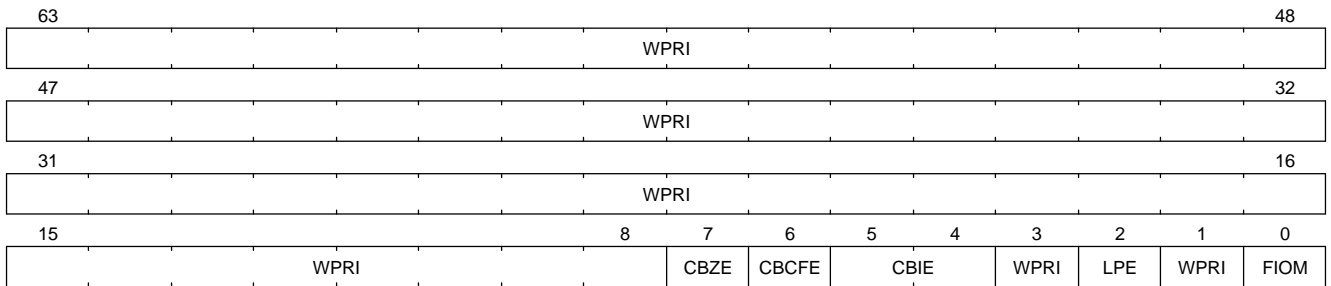 63 48
WPRI
47 32
WPRI
31 16
WPRI
15 8 7 6 5 4 3 2 1 0
WPRI CBZE CBCFE CBIE WPRI LPE WPRI FIOM